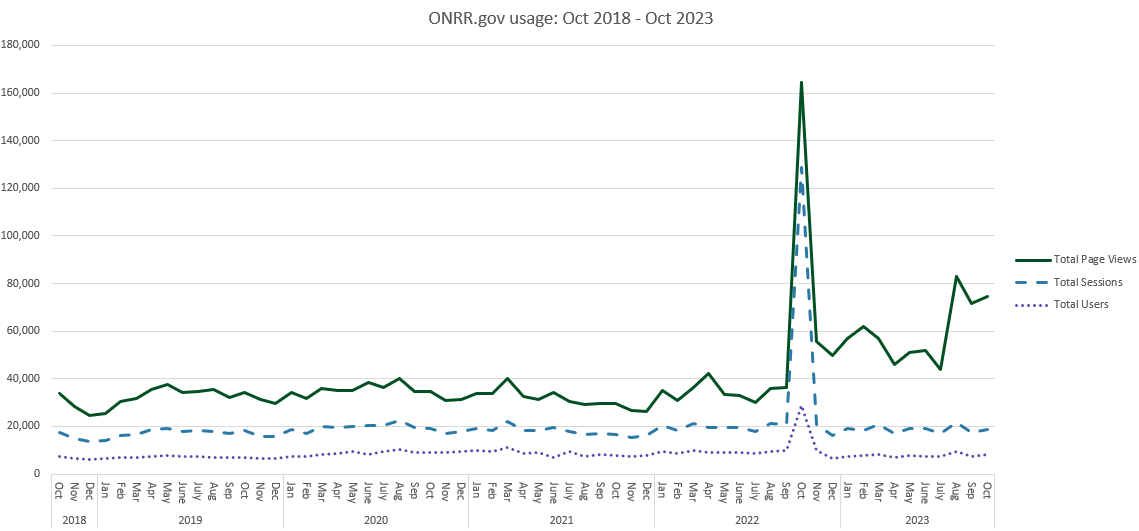 ONRR.gov usage: Oct 2018 - Oct 2023
180,000
160,000
140,000
120,000
100,000
80,000
60,000
40,000
20,000
0
Total Page Views
Total Sessions
Total Users
Oct Nov Dec Jan Feb Mar Apr May June July Aug Sep Oct Nov Dec Jan Feb Mar Apr May June July Aug Sep Oct Nov Dec Jan Feb Mar Apr May June July Aug Sep Oct Nov Dec Jan Feb Mar Apr May June July Aug Sep Oct Nov Dec Jan Feb Mar Apr May June July Aug Sep Oct
2018 2019 2020 2021 2022 2023